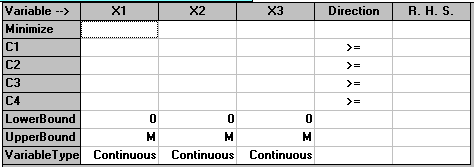 Variable --> X1 X2 X3 Direction R. H. S.
Minimize
C1 >=
C2 >=
C3 >=
C4 >=
LowerBound 0 0 0
UpperBound M M M
VariableType Continuous Continuous Continuous